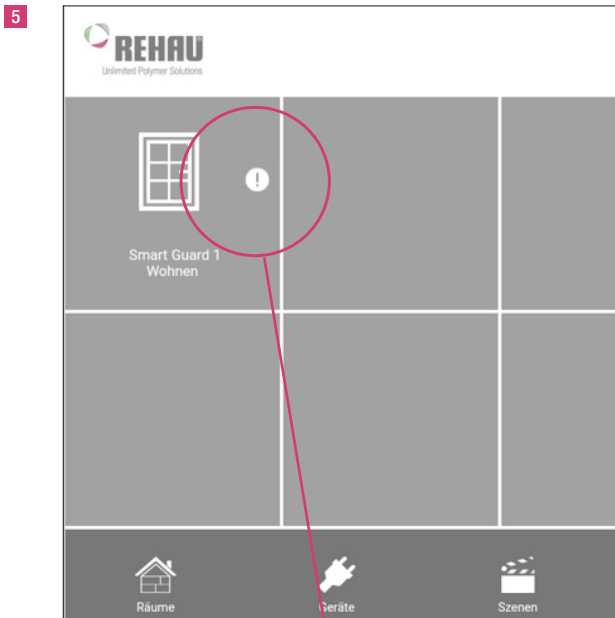 5
REHAU
Unlimited Polymer Solutions
!
Smart Guard 1
Wohnen
Räume
Geräte
Szenen